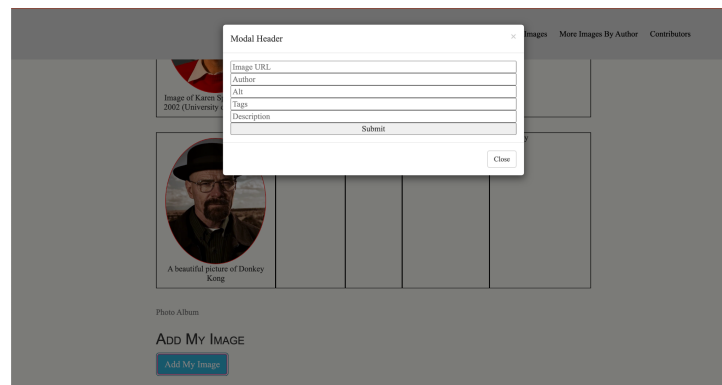 Images More Images By Author Contributors
Modal Header ×
Image URL
Author
Alt
Tags
Description
Submit
Close
Image of Karen
2002 (University
A beautiful picture of Donkey
Kong
Photo Album
ADD MY IMAGE
Add My Image